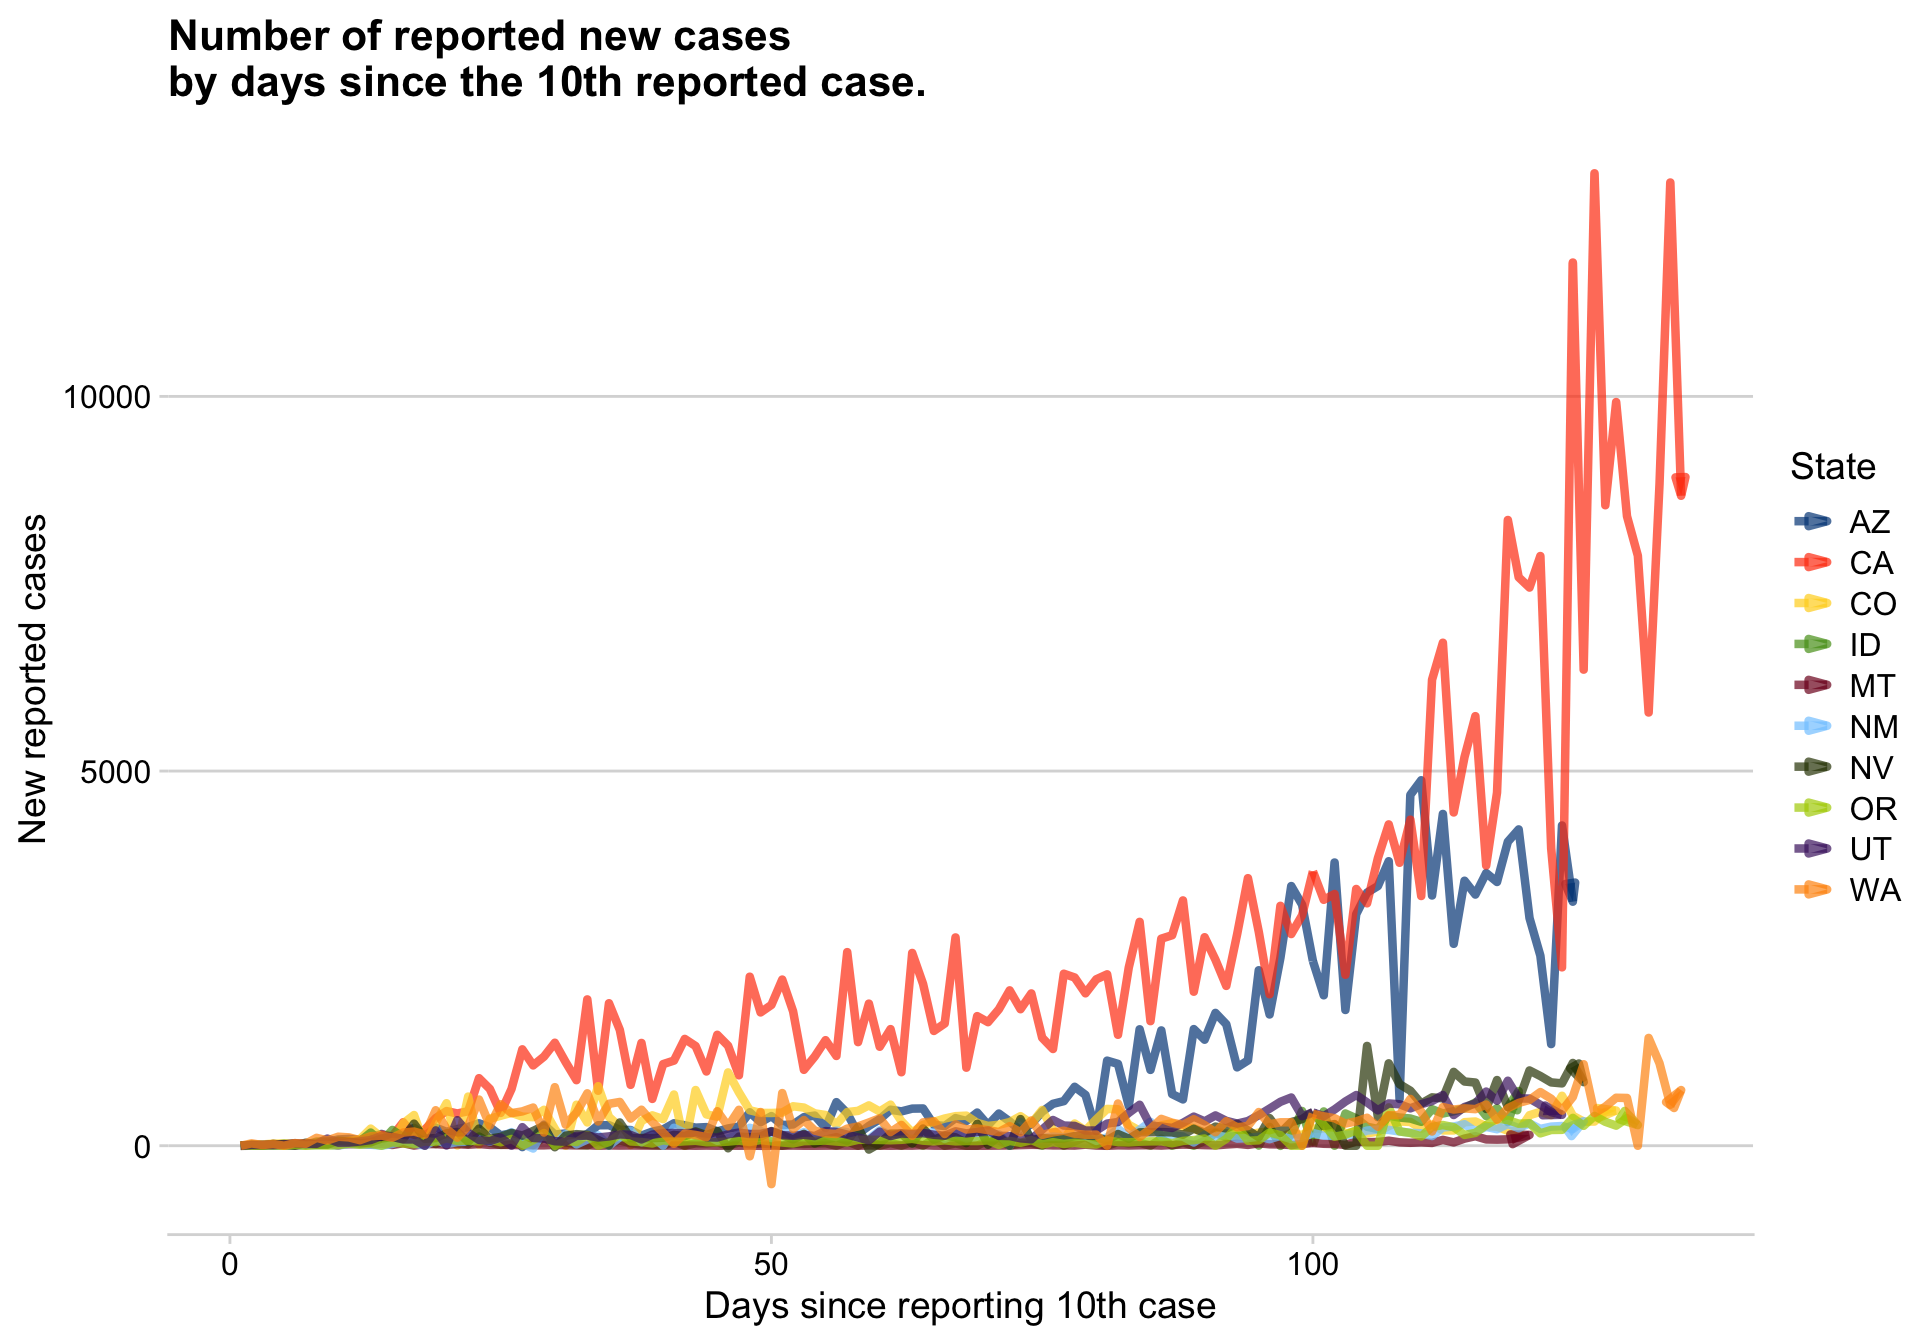 Number of reported new cases
by days since the 10th reported case.
New reported cases
10000
5000
0
0
50
100
Days since reporting 10th case
State
AZ
CA
CO
ID
MT
NM
NV
OR
UT
WA